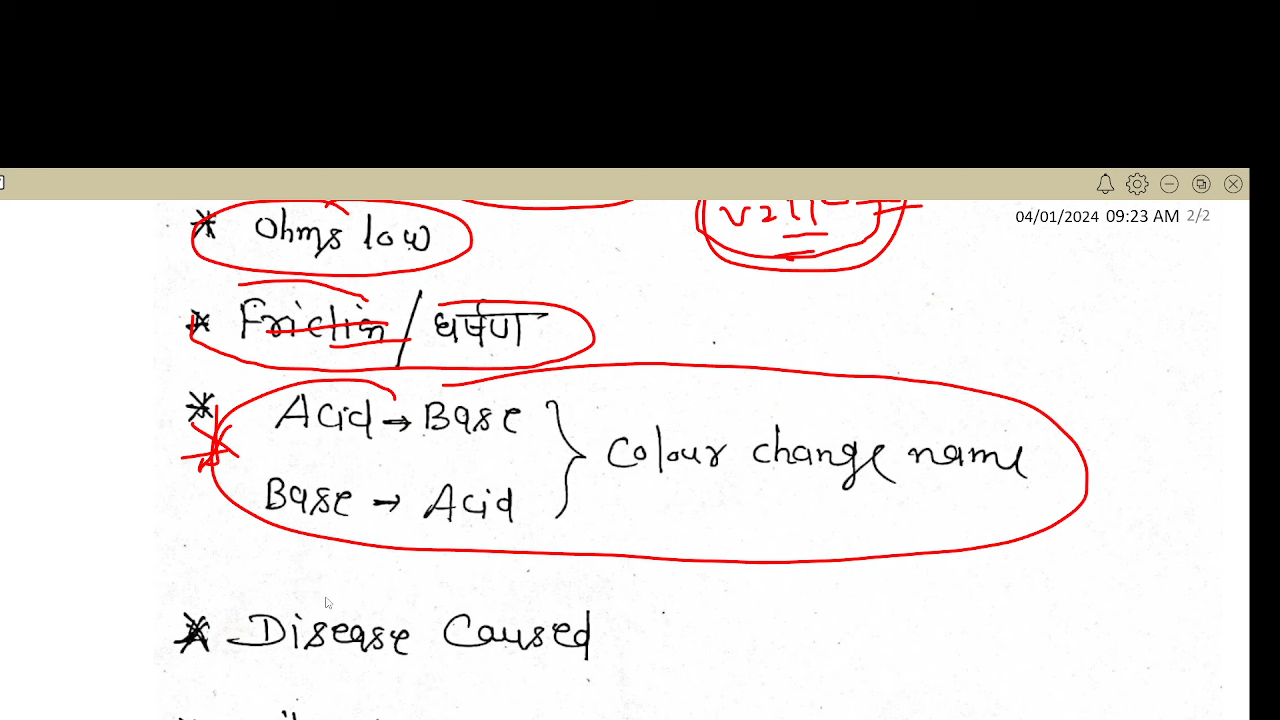 04/01/2024 09:23 AM 2/2
* Ohms low
* Friction / घर्षण
* Acid → Base
Base → Acid
} Colour change name
* Disease Caused